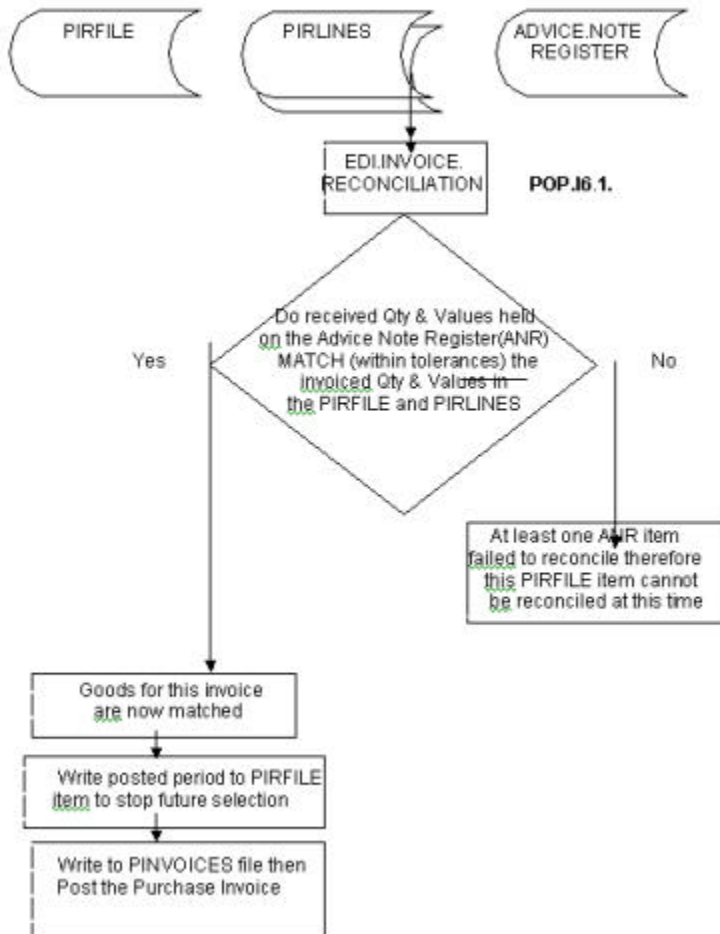 PIRFILE
PIRLINES
ADVICE.NOTE
REGISTER
EDI.INVOICE.
RECONCILIATION
POP.I6.1.
Do received Qty & Values held
on the Advice Note Register(ANR)
MATCH (within tolerances) the
invoiced Qty & Values in
the PIRFILE and PIRLINES
Yes
No
At least one ANR item
failed to reconcile therefore
this PIRFILE item cannot
be reconciled at this time
Goods for this invoice
are now matched
Write posted period to PIRFILE
item to stop future selection
Write to PINVOICES file then
Post the Purchase Invoice